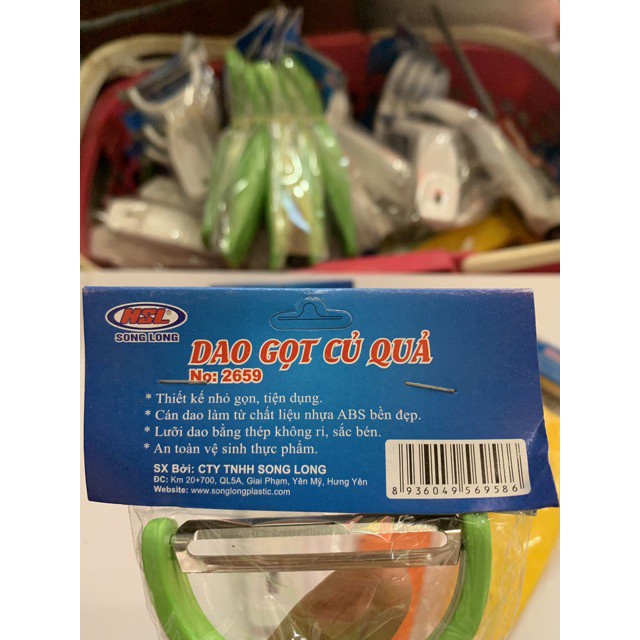 HSL®
SONG LONG
DAO GỌT CỦ QUẢ
No: 2659
* Thiết kế nhỏ gọn, tiện dụng.
* Cán dao làm từ chất liệu nhựa ABS bền đẹp.
* Lưỡi dao bằng thép không rỉ, sắc bén.
* An toàn vệ sinh thực phẩm.
SX Bởi: CTY TNHH SONG LONG
ĐC: Km 20+700, QL5A, Giai Phạm, Yên Mỹ, Hưng Yên
Website: www.songlongplastic.com
8 936049 569586